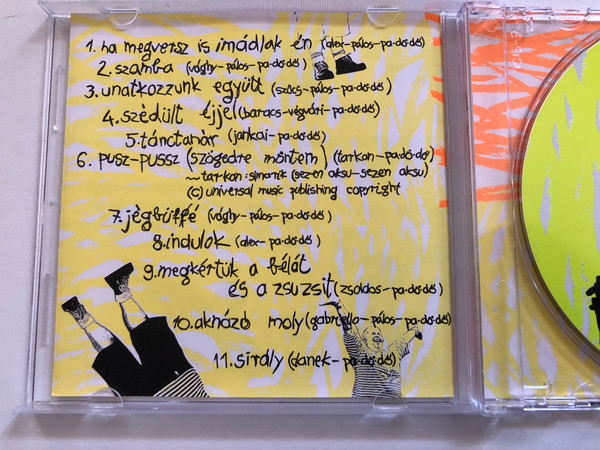 1. ha megversz is imádlak én (alex-pálos-pa-dö-dö)
2. szamba (vághy-pálos-pa-dö-dö)
3. unatkozzunk együtt (szűcs-pálos-pa-dö-dö)
4. szédült éjjel (baracs-végvári-pa-dö-dö)
5. tánctanár (jankai-pa-dö-dö)
6. pusz-pussz (szögedre möntem) (tarkan-pa-dö-dö)
~ tarkan: simarik (sezen aksu-sezen aksu)
(c) universal music publishing copyright
7. jégbüffé (vághy-pálos-pa-dö-dö)
8. indulok (alex-pa-dö-dö)
9. megkértük a bélát
és a zsuzsit (zsoldos-pa-dö-dö)
10. aknázó moly (gabriello-pálos-pa-dö-dö)
11. sirály (danek-pa-dö-dö)